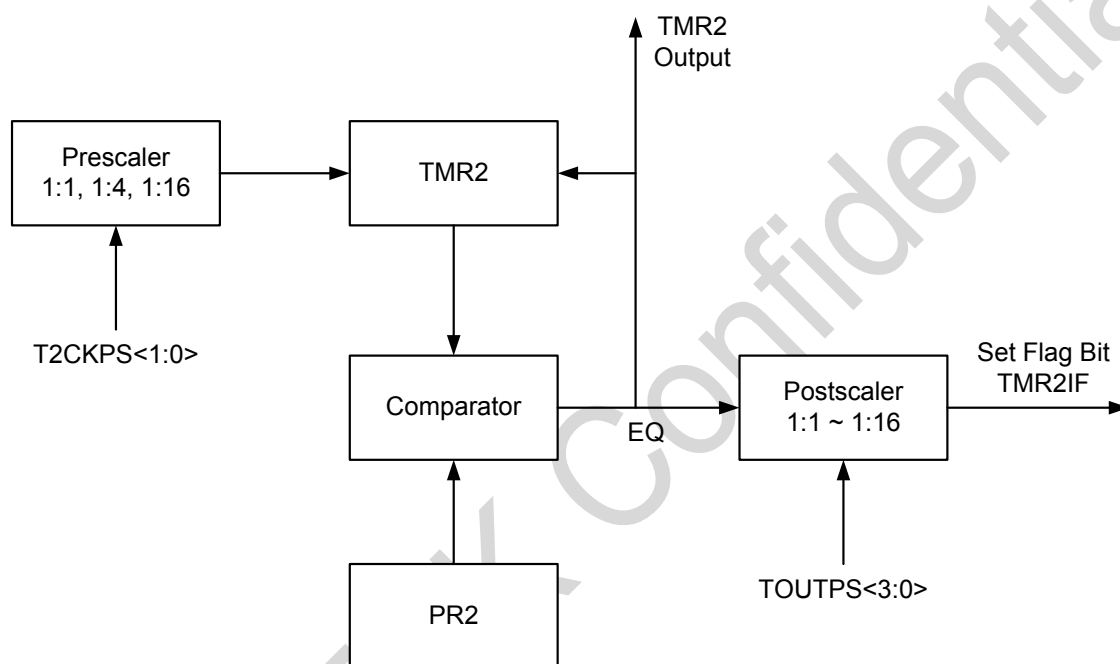 TMR2
Output
Prescaler
1:1, 1:4, 1:16
TMR2
T2CKPS<1:0>
Comparator
EQ
Postscaler
1:1 ~ 1:16
Set Flag Bit
TMR2IF
PR2
TOUTPS<3:0>
K Confidential